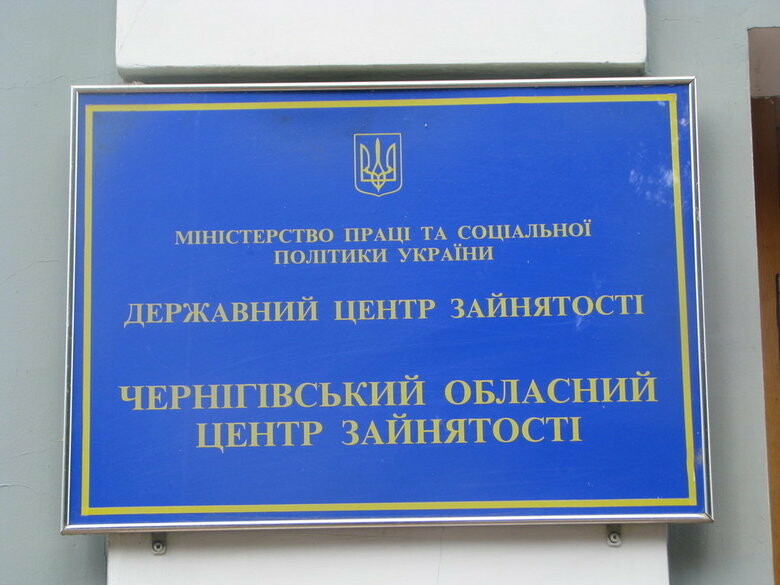 МІНІСТЕРСТВО ПРАЦІ ТА СОЦІАЛЬНОЇ
ПОЛІТИКИ УКРАЇНИ
ДЕРЖАВНИЙ ЦЕНТР ЗАЙНЯТОСТІ
ЧЕРНІГІВСЬКИЙ ОБЛАСНИЙ
ЦЕНТР ЗАЙНЯТОСТІ